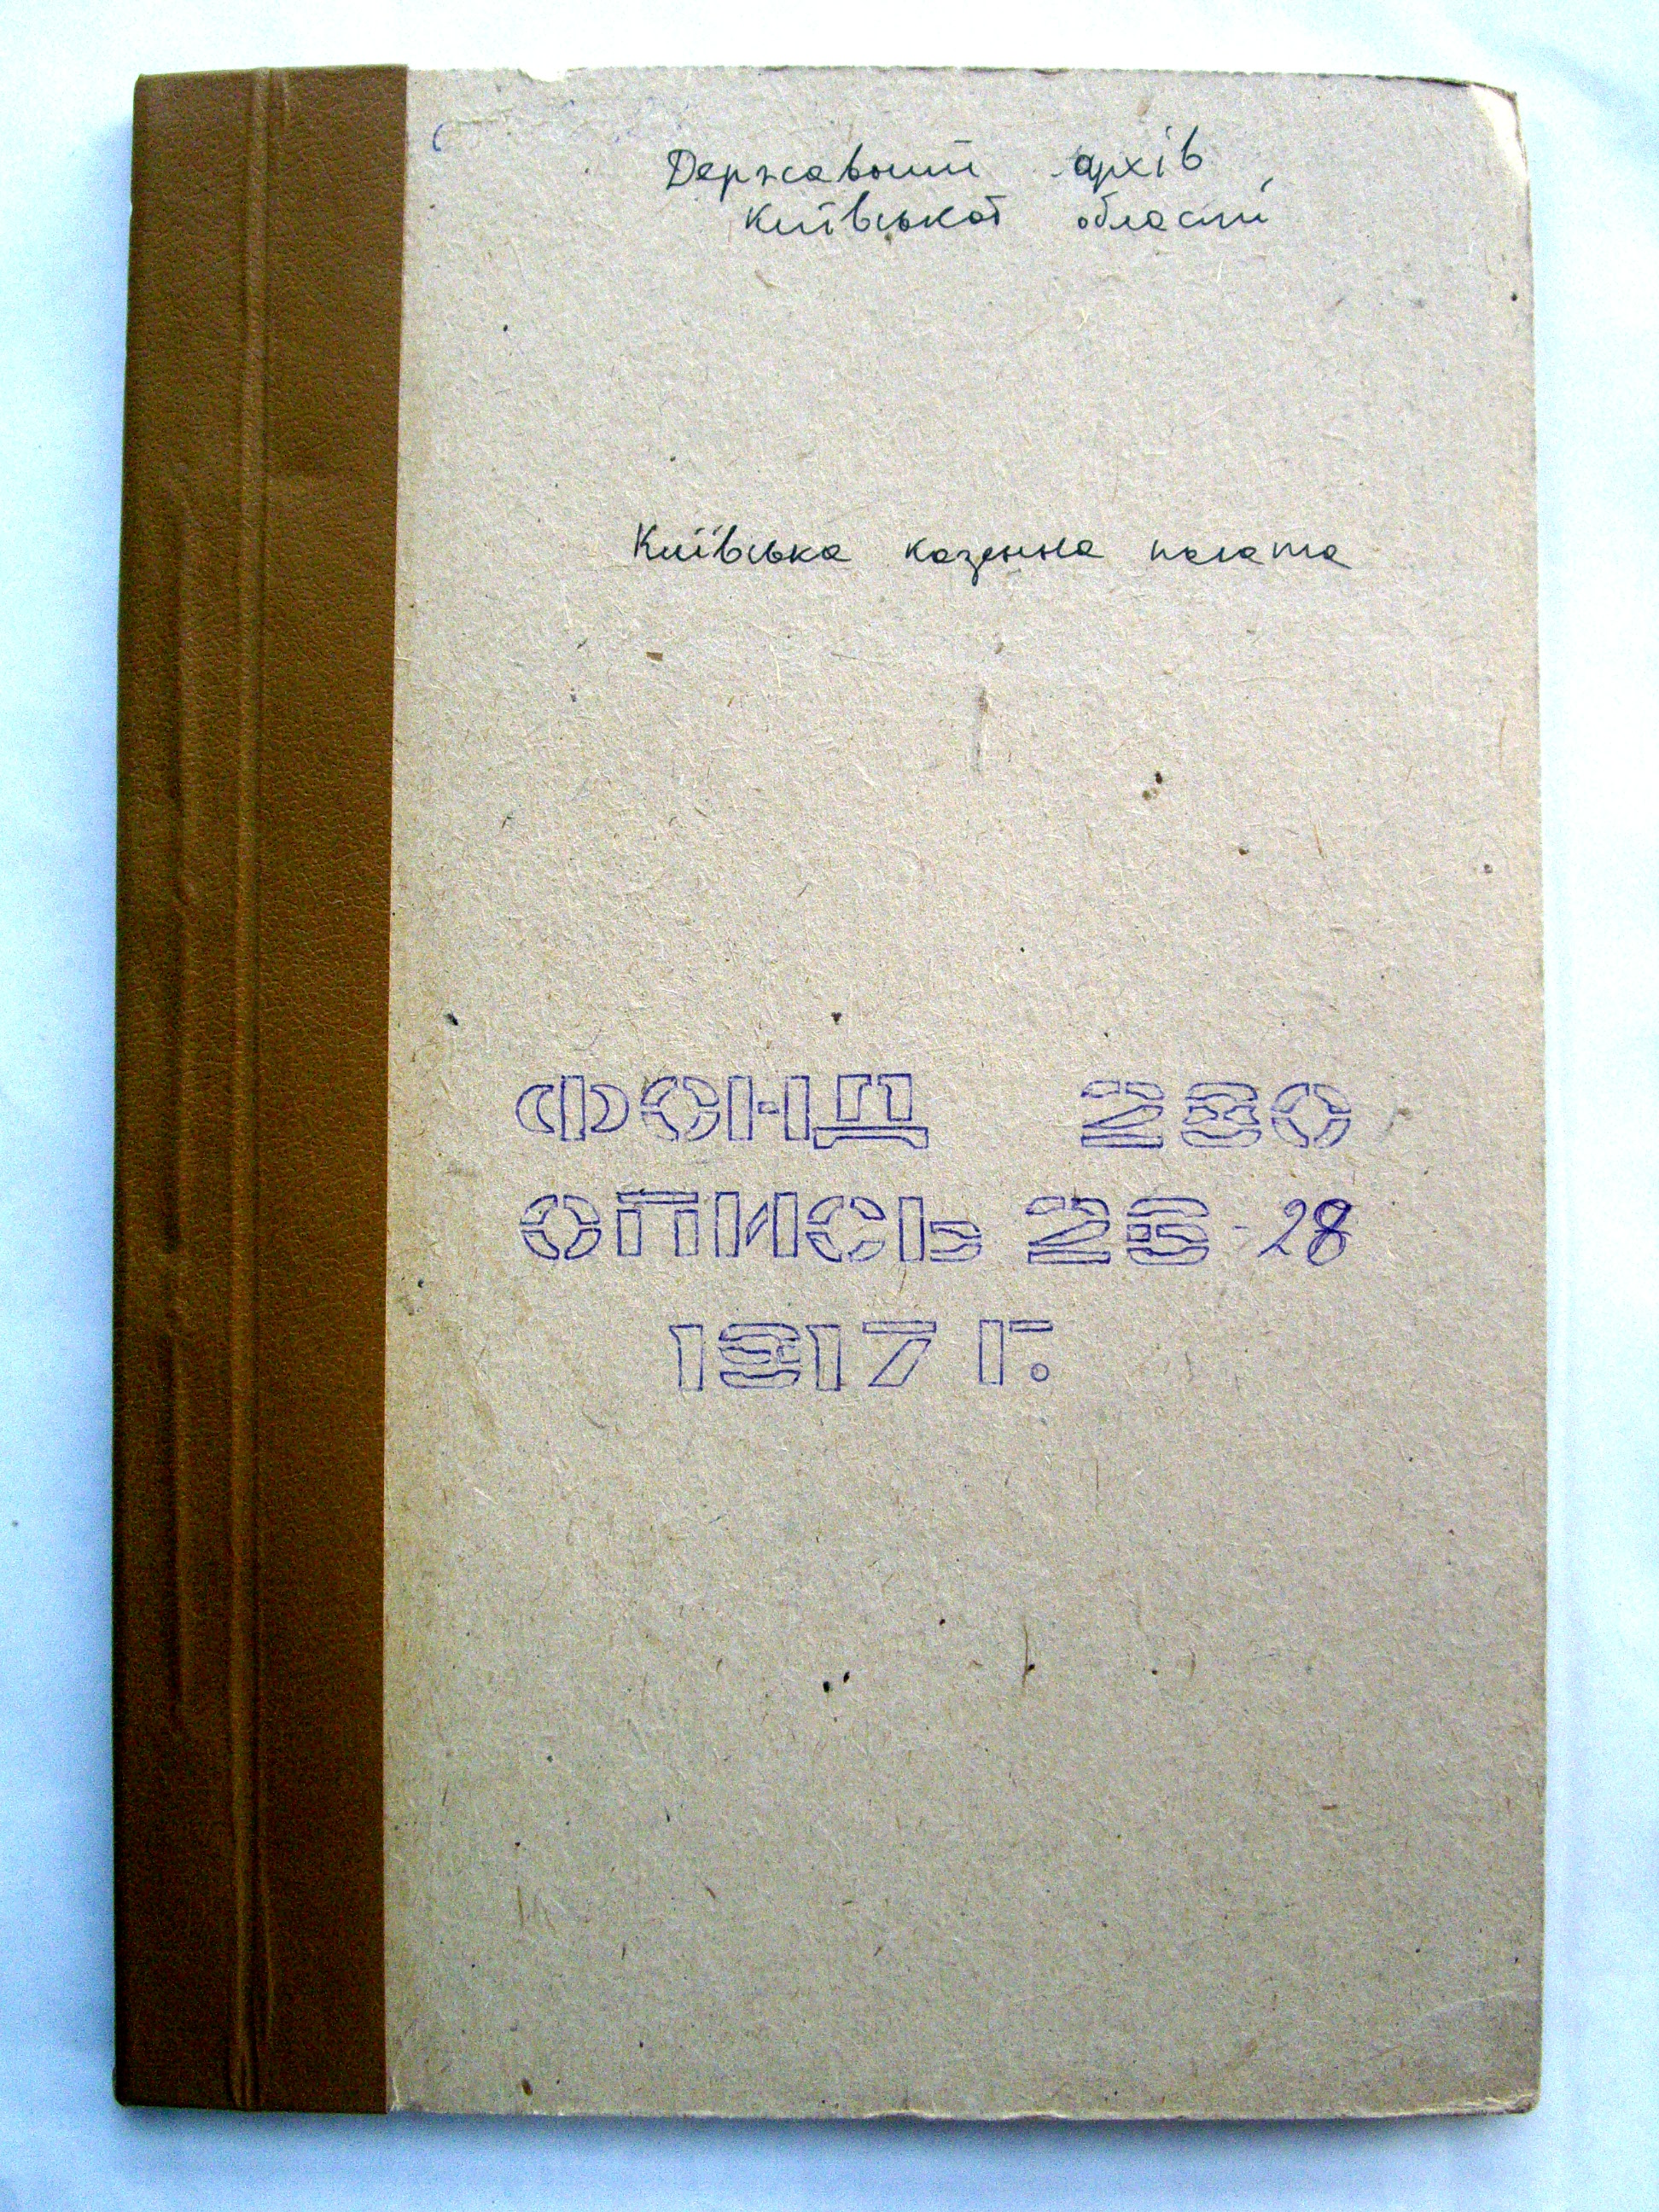 Державний архів
Київської області
Київська казенна палата
ФОНД 280
ОПИСЬ 26-28
1917 Г.